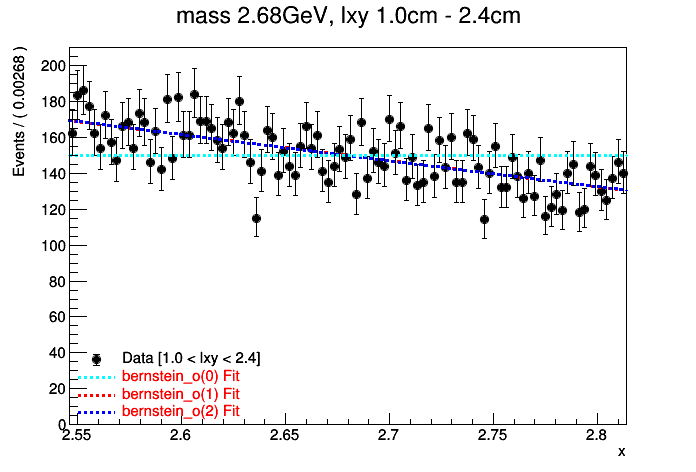 mass 2.68GeV, lxy 1.0cm - 2.4cm
Events / ( 0.00268 )
200
180
160
140
120
100
80
60
40
20
0
Data [1.0 < lxy < 2.4]
bernstein_o(0) Fit
bernstein_o(1) Fit
bernstein_o(2) Fit
2.55 2.6 2.65 2.7 2.75 2.8
x